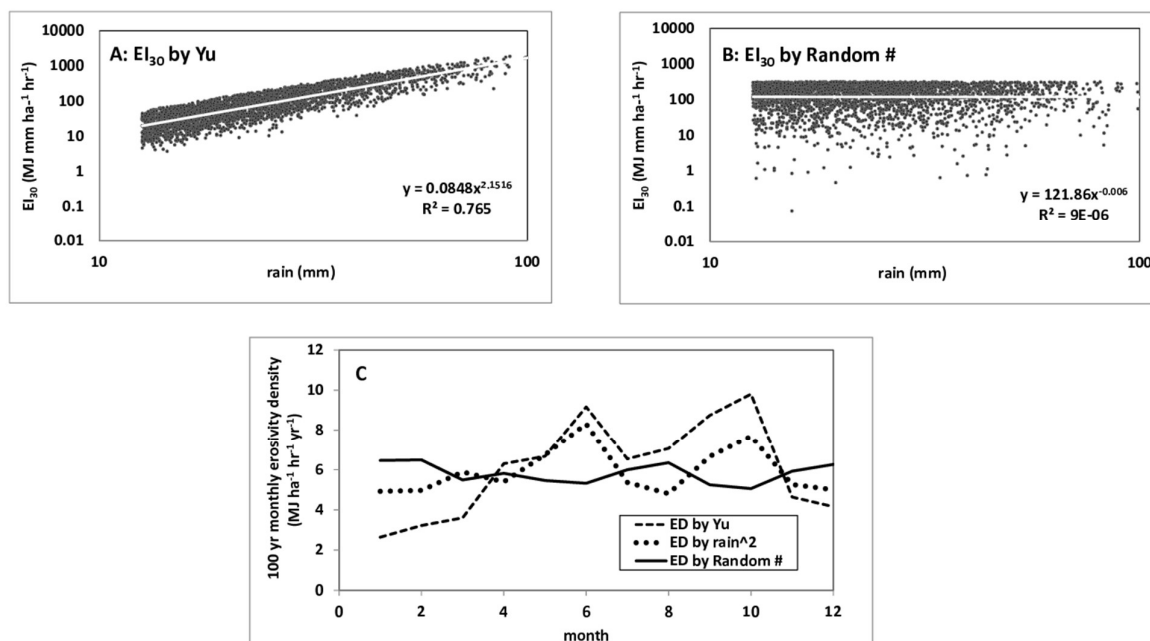 A: EI₃₀ by Yu
10000
1000
100
10
1
0.1
0.01
EI₃₀ (MJ mm ha⁻¹ hr⁻¹)
y = 0.0848x²·¹⁵¹⁶
R² = 0.765
10
100
rain (mm)
B: EI₃₀ by Random #
10000
1000
100
10
1
0.1
0.01
EI₃₀ (MJ mm ha⁻¹ hr⁻¹)
y = 121.86x⁻⁰·⁰⁰⁶
R² = 9E-06
10
100
rain (mm)
C
100 yr monthly erosivity density
(MJ ha⁻¹ hr⁻¹ yr⁻¹)
12
10
8
6
4
2
0
ED by Yu
ED by rain^2
ED by Random #
0 2 4 6 8 10 12
month